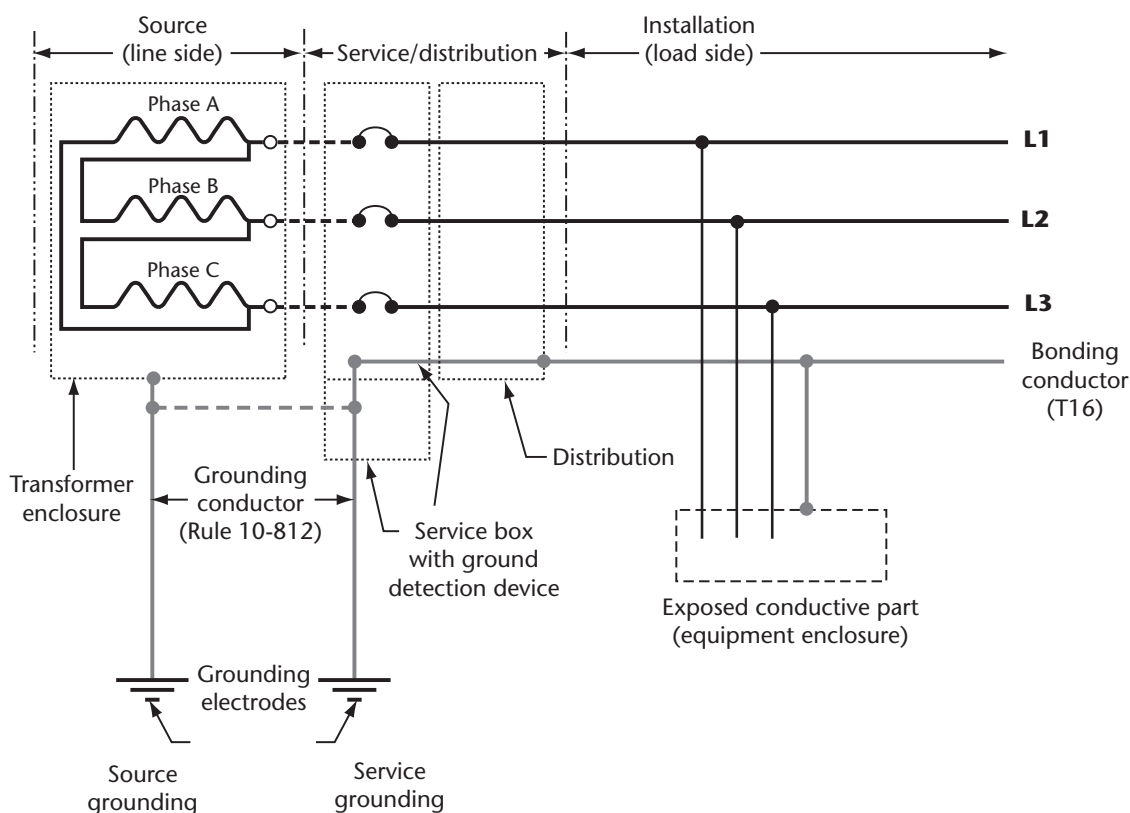 Source
(line side)
Service/distribution
Installation
(load side)
Phase A
L1
Phase B
L2
Phase C
L3
Bonding
conductor
(T16)
Distribution
Transformer
enclosure
Grounding
conductor
(Rule 10-812)
Service box
with ground
detection device
Exposed conductive part
(equipment enclosure)
Grounding
electrodes
Source
grounding
Service
grounding